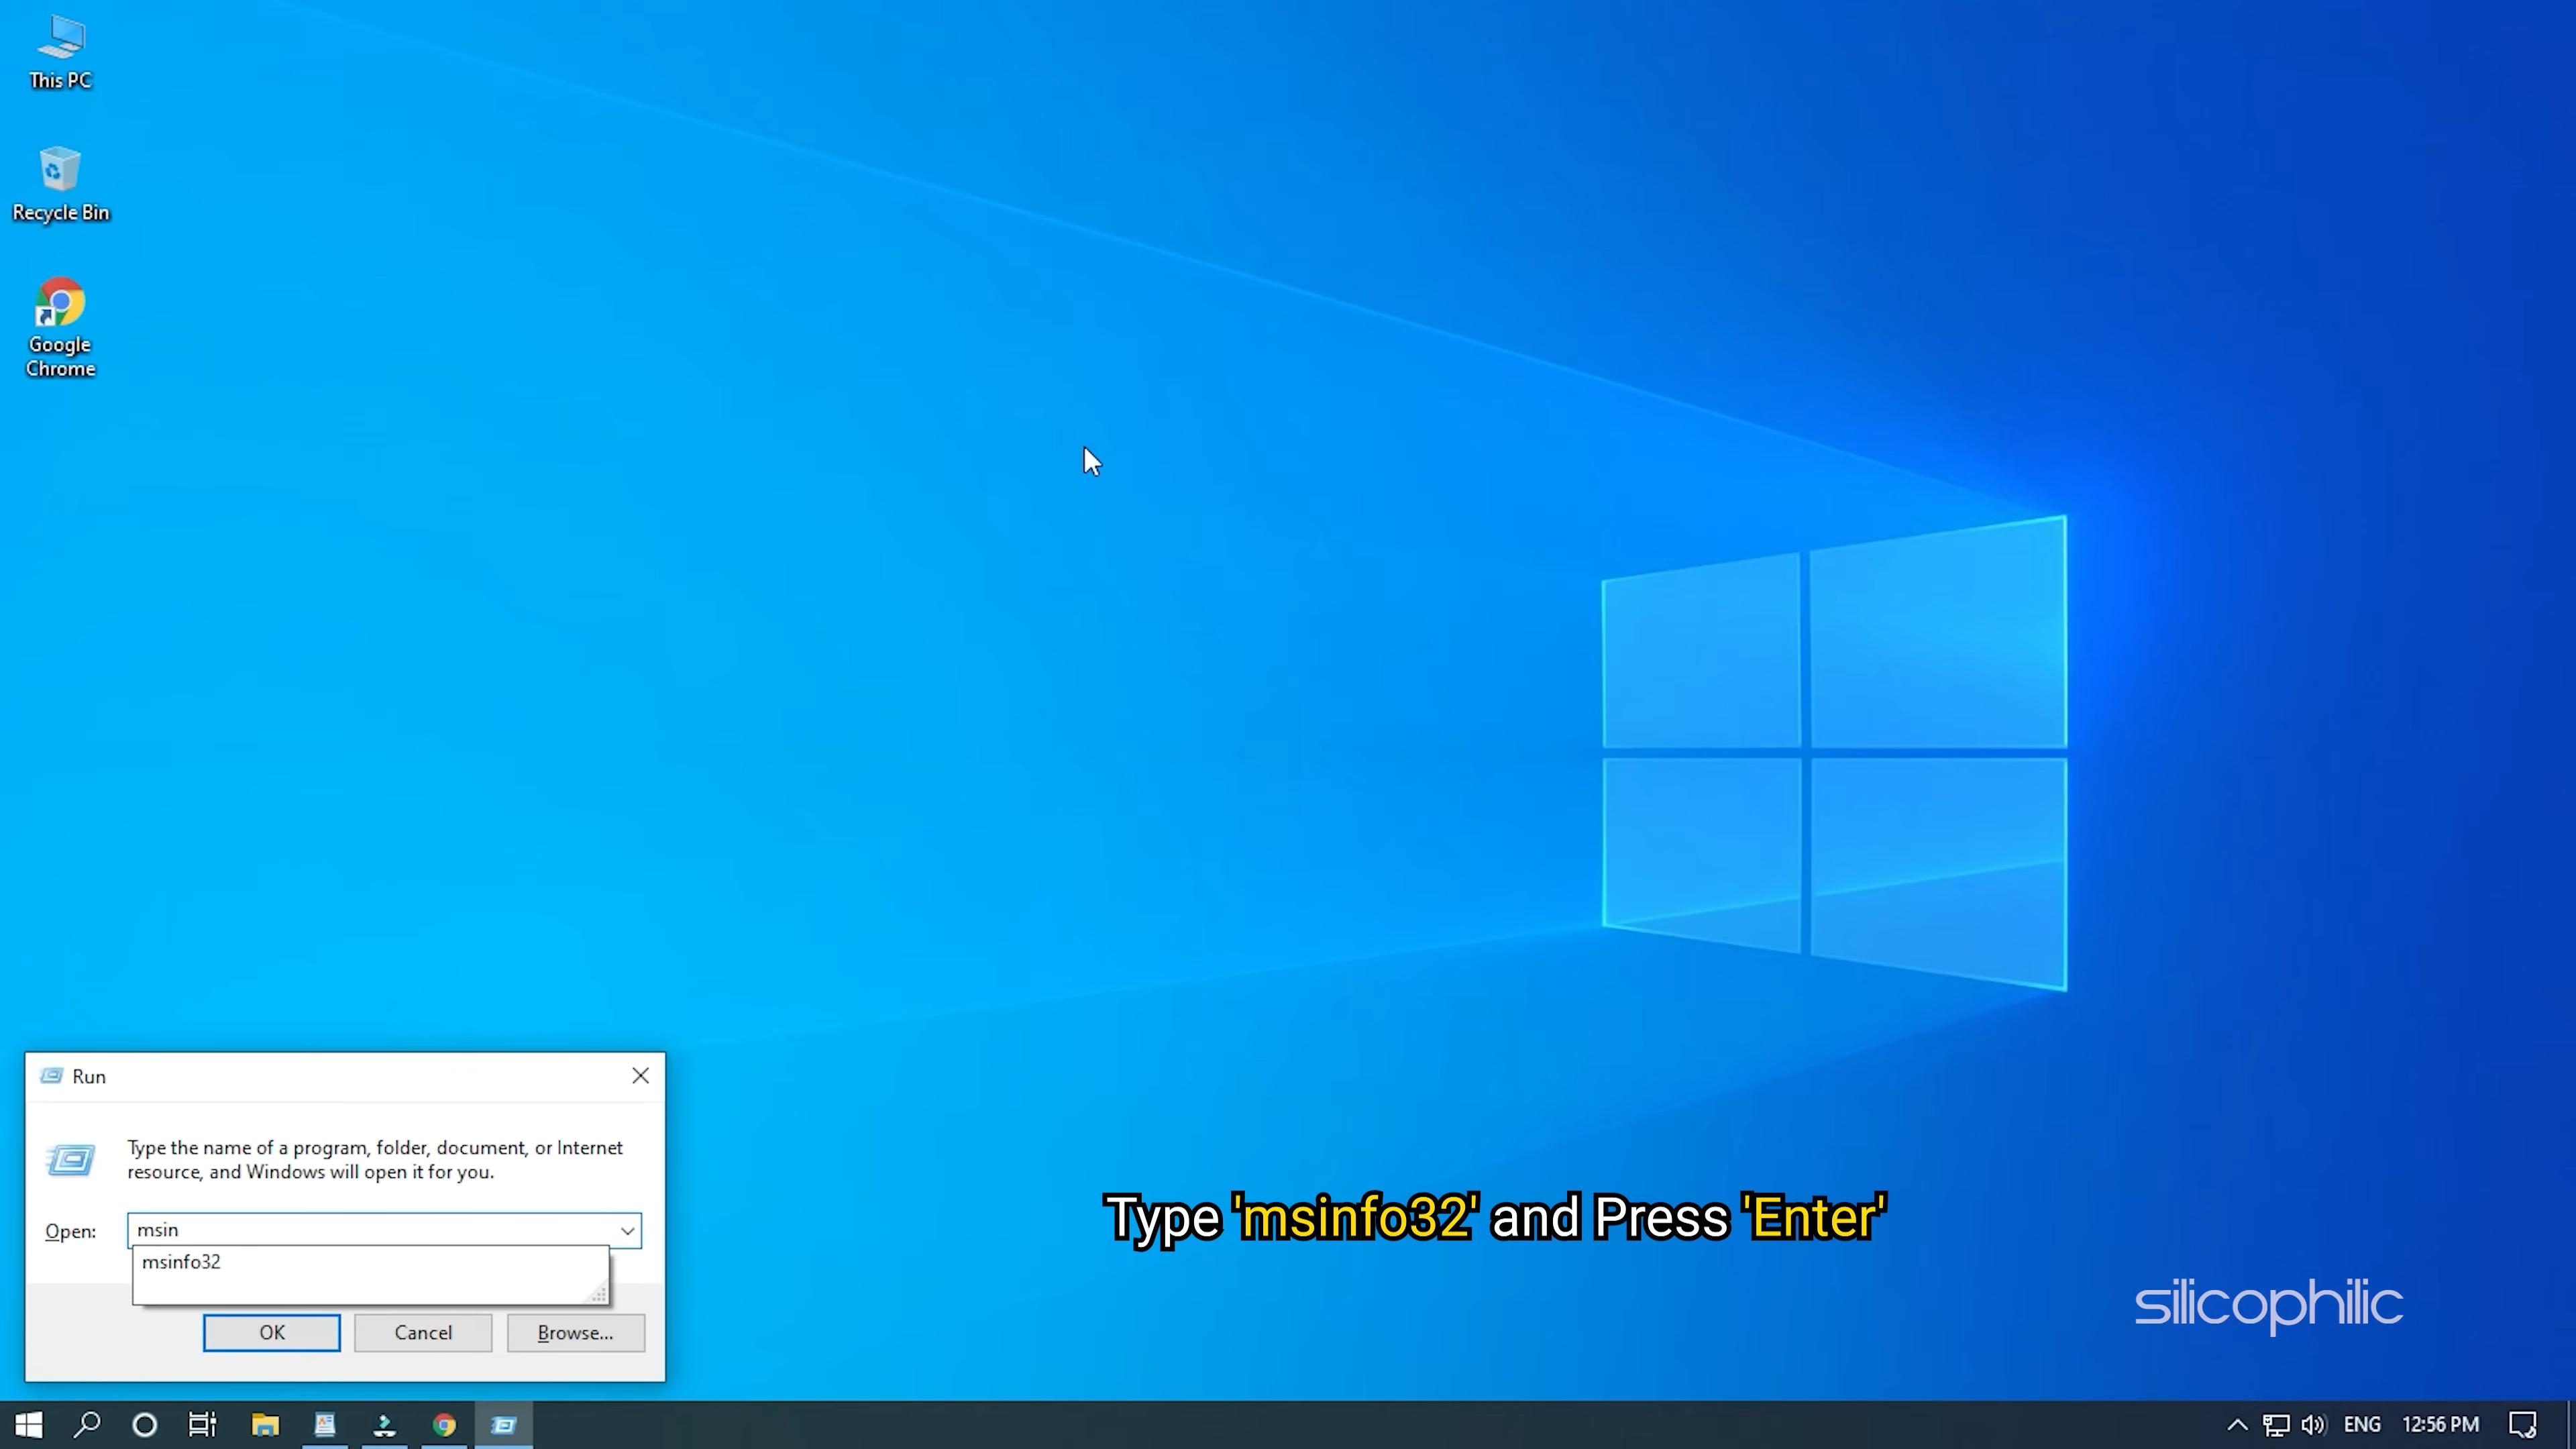 This PC
Recycle Bin
Google
Chrome
Run
Type the name of a program, folder, document, or Internet
resource, and Windows will open it for you.
Open: msin
msinfo32
OK Cancel Browse...
Type 'msinfo32' and Press 'Enter'
silicophilic
ENG 12:56 PM